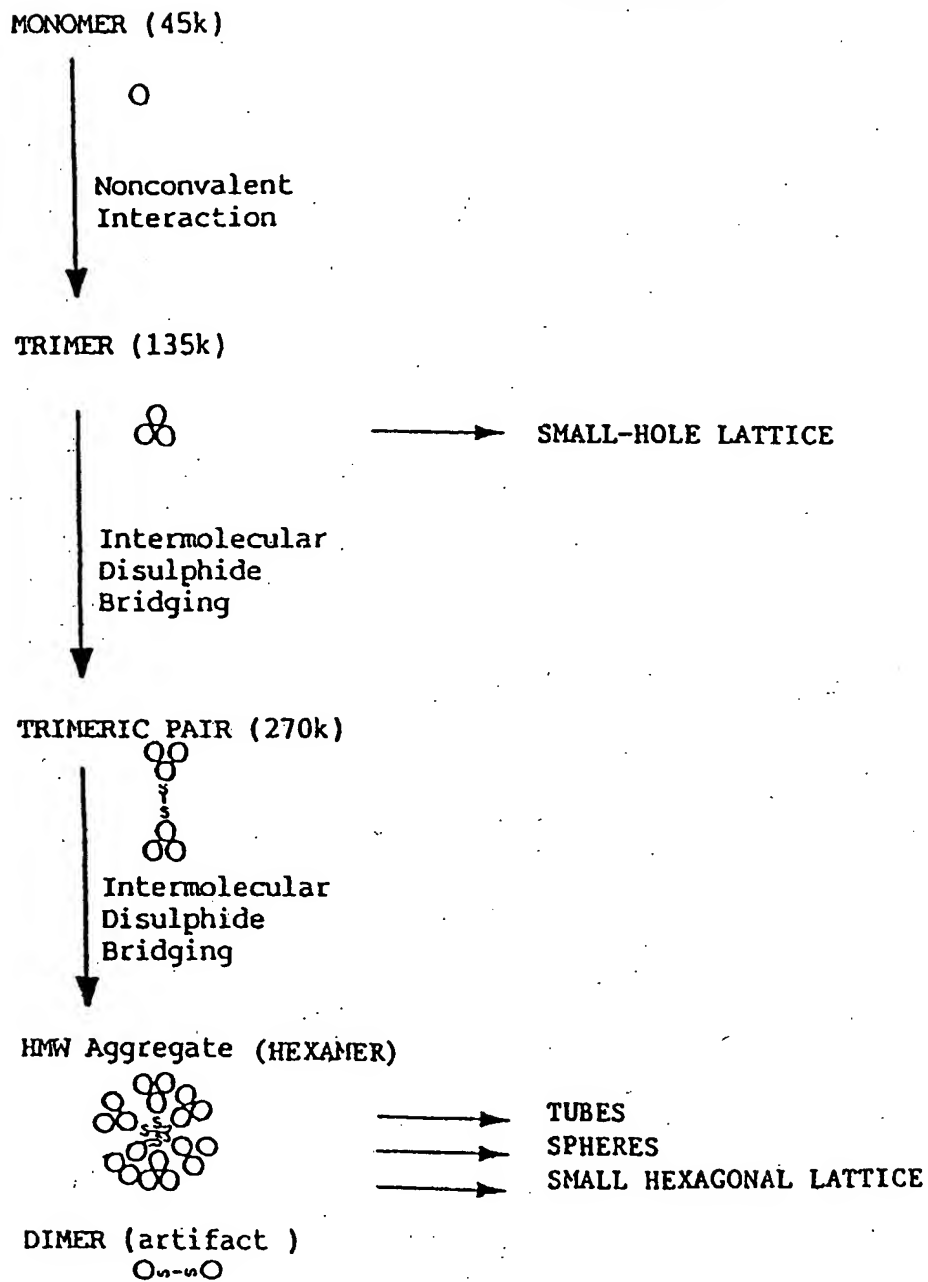 MONOMER (45k)
Nonconvalent
Interaction
TRIMER (135k)
SMALL-HOLE LATTICE
Intermolecular
Disulphide
Bridging
TRIMERIC PAIR (270k)
s-s
Intermolecular
Disulphide
Bridging
HMW Aggregate (HEXAMER)
TUBES
SPHERES
SMALL HEXAGONAL LATTICE
DIMER (artifact )
s-s